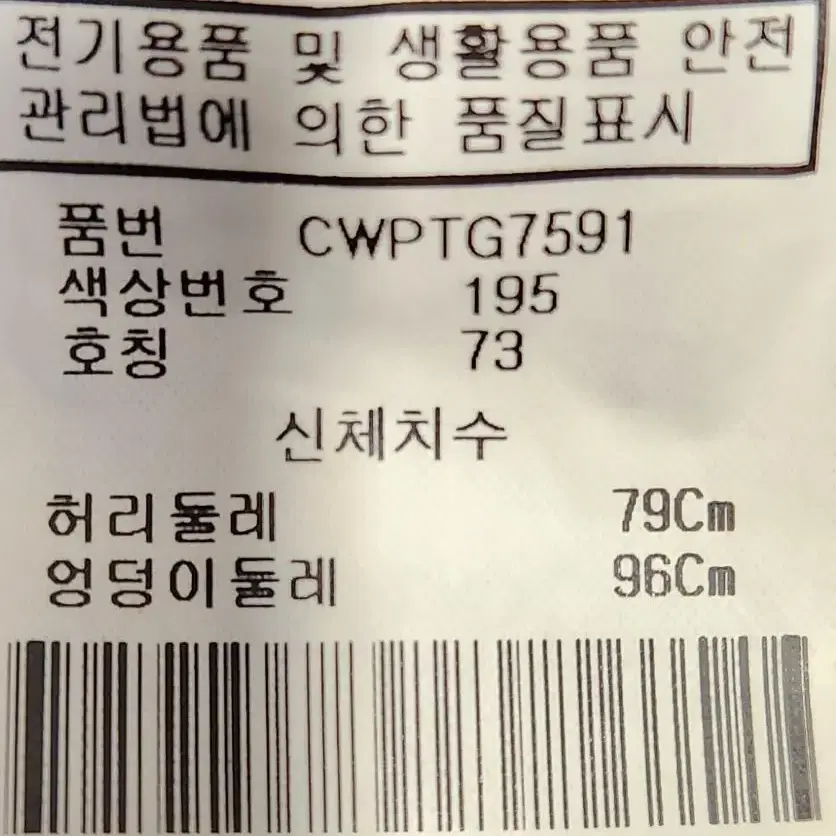 전기용품 및 생활용품 안전
관리법에 의한 품질표시
품번 CWPTG7591
색상번호 195
호칭 73
신체치수
허리둘레 79Cm
엉덩이둘레 96Cm